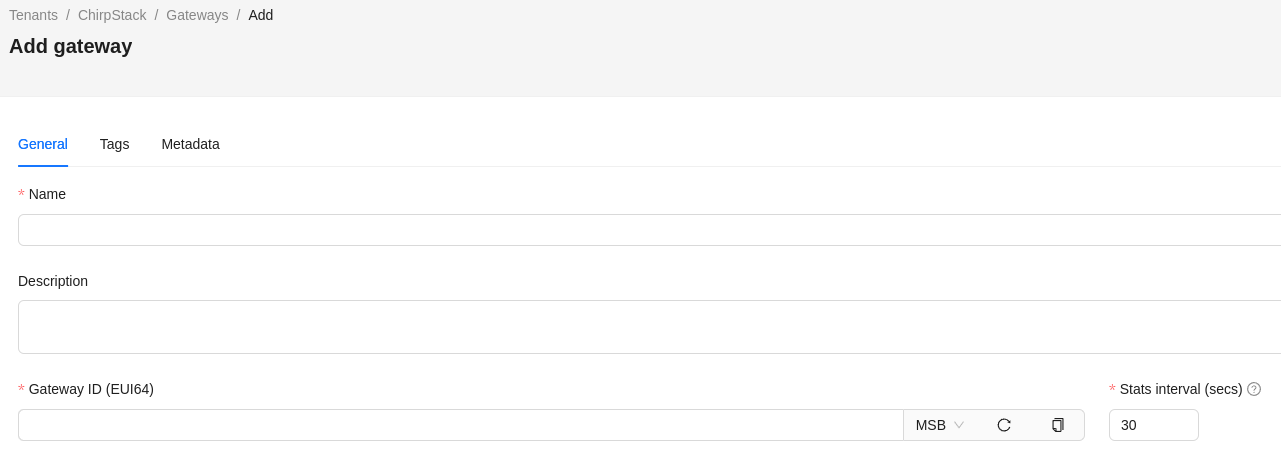 Tenants / ChirpStack / Gateways / Add
Add gateway
General Tags Metadata
* Name
Description
* Gateway ID (EUI64) * Stats interval (secs)
MSB 30